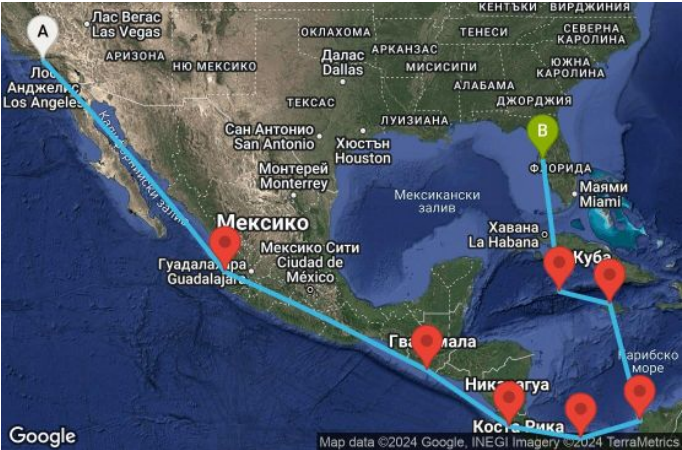 КЕНТЪКИ
ВИРДЖИНИЯ
A
Лас Вегас
Las Vegas
ОКЛАХОМА
ТЕНЕСИ
СЕВЕРНА
КАРОЛИНА
АРИЗОНА
НЮ МЕКСИКО
Далас
Dallas
АРКАНЗАС
МИСИСИПИ
ЮЖНА
КАРОЛИНА
Лос
Анджелис
Los Angeles
АЛАБАМА
ДЖОРДЖИЯ
ТЕКСАС
ЛУИЗИАНА
Калифорнийски залив
Сан Антонио
San Antonio
Хюстън
Houston
B
ФЛОРИДА
Монтерей
Monterrey
Мексикански
залив
Маями
Miami
Мексико
Хавана
La Habana
Куба
Гуадалахара
Guadalajara
Мексико Сити
Ciudad de
México
Гватемала
Карибско
море
Никарагуа
Коста Рика
Google
Map data ©2024 Google, INEGI Imagery ©2024 TerraMetrics